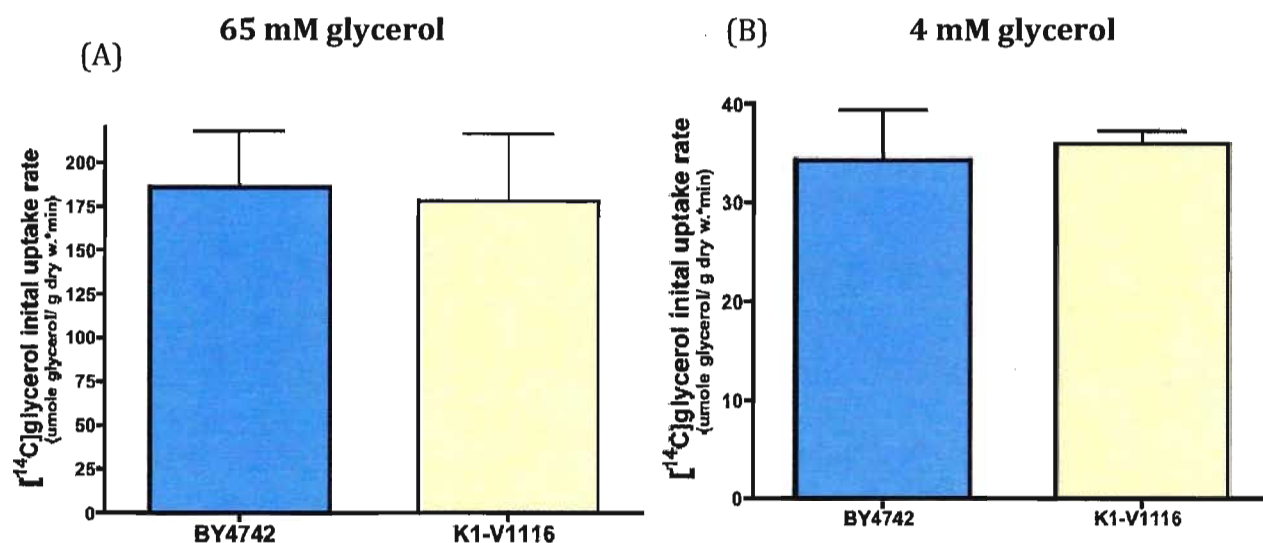 65 mM glycerol
(A)
[14C]glycerol inital uptake rate
(umole glycerol/ g dry w.*min)
200
175
150
125
100
75
50
25
0
BY4742
K1-V1116
(B)
4 mM glycerol
[14C]glycerol inital uptake rate
(umole glycerol/ g dry w.*min)
40
30
20
10
0
BY4742
K1-V1116